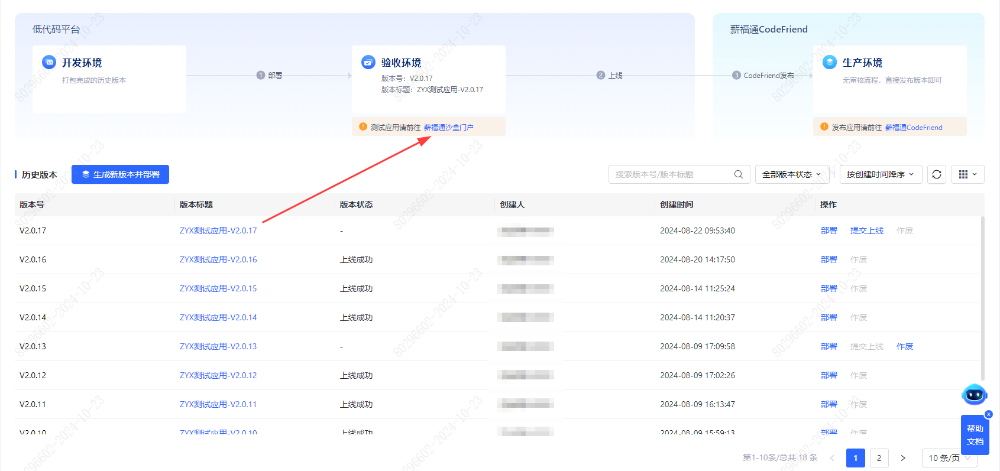 低代码平台
薪福通CodeFriend
开发环境
打包完成的历史版本
1 部署
验收环境
版本号：V2.0.17
版本标题：ZYX测试应用-V2.0.17
2 上线
3 CodeFriend发布
生产环境
无审核流程，直接发布版本即可
! 测试应用请前往 薪福通沙盒门户
! 发布应用请前往 薪福通CodeFriend
历史版本
生成新版本并部署
搜索版本号/版本标题
全部版本状态
按创建时间降序
版本号 版本标题 版本状态 创建人 创建时间 操作
V2.0.17 ZYX测试应用-V2.0.17 - 2024-08-22 09:53:40 部署 提交上线 作废
V2.0.16 ZYX测试应用-V2.0.16 上线成功 2024-08-20 14:17:50 部署 作废
V2.0.15 ZYX测试应用-V2.0.15 上线成功 2024-08-14 11:25:24 部署 作废
V2.0.14 ZYX测试应用-V2.0.14 上线成功 2024-08-14 11:20:37 部署 作废
V2.0.13 ZYX测试应用-V2.0.13 - 2024-08-09 17:09:58 部署 提交上线 作废
V2.0.12 ZYX测试应用-V2.0.12 上线成功 2024-08-09 17:02:26 部署 作废
V2.0.11 ZYX测试应用-V2.0.11 上线成功 2024-08-09 16:13:47 部署 作废
V2.0.10 ZYX测试应用-V2.0.10 上线成功 2024-08-09 15:59:13 部署 作废
帮助
文档
第1-10条/总共 18 条 < 1 2 > 10 条/页
80296602-2024-10-23